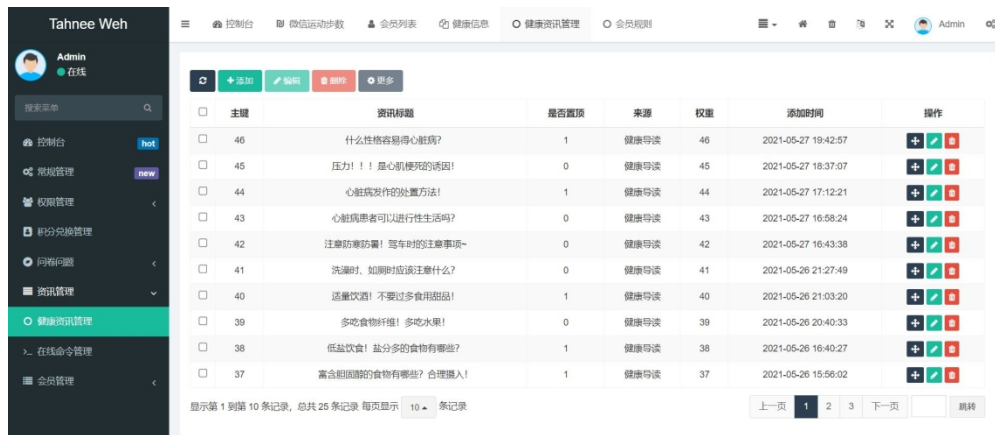 Tahnee Weh
控制台 微信运动步数 会员列表 健康信息 健康资讯管理 会员规则 Admin
Admin
在线
搜索菜单
控制台 hot
常规管理 new
权限管理
积分兑换管理
问卷问题
资讯管理
健康资讯管理
在线命令管理
会员管理
添加 编辑 删除 更多
主键 资讯标题 是否置顶 来源 权重 添加时间 操作
46 什么性格容易得心脏病? 1 健康导读 46 2021-05-27 19:42:57
45 压力!!!是心肌梗死的诱因! 0 健康导读 45 2021-05-27 18:37:07
44 心脏病发作的处置方法! 1 健康导读 44 2021-05-27 17:12:21
43 心脏病患者可以进行性生活吗? 0 健康导读 43 2021-05-27 16:58:24
42 注意防寒防暑!驾车时的注意事项~ 0 健康导读 42 2021-05-27 16:43:38
41 洗澡时、如厕时应该注意什么? 0 健康导读 41 2021-05-26 21:27:49
40 适量饮酒!不要过多食用甜品! 1 健康导读 40 2021-05-26 21:03:20
39 多吃食物纤维!多吃水果! 0 健康导读 39 2021-05-26 20:40:33
38 低盐饮食!盐分多的食物有哪些? 1 健康导读 38 2021-05-26 16:40:27
37 富含胆固醇的食物有哪些?合理摄入! 1 健康导读 37 2021-05-26 15:56:02
显示第 1 到第 10 条记录,总共 25 条记录 每页显示 10 条记录
上一页 1 2 3 下一页 跳转